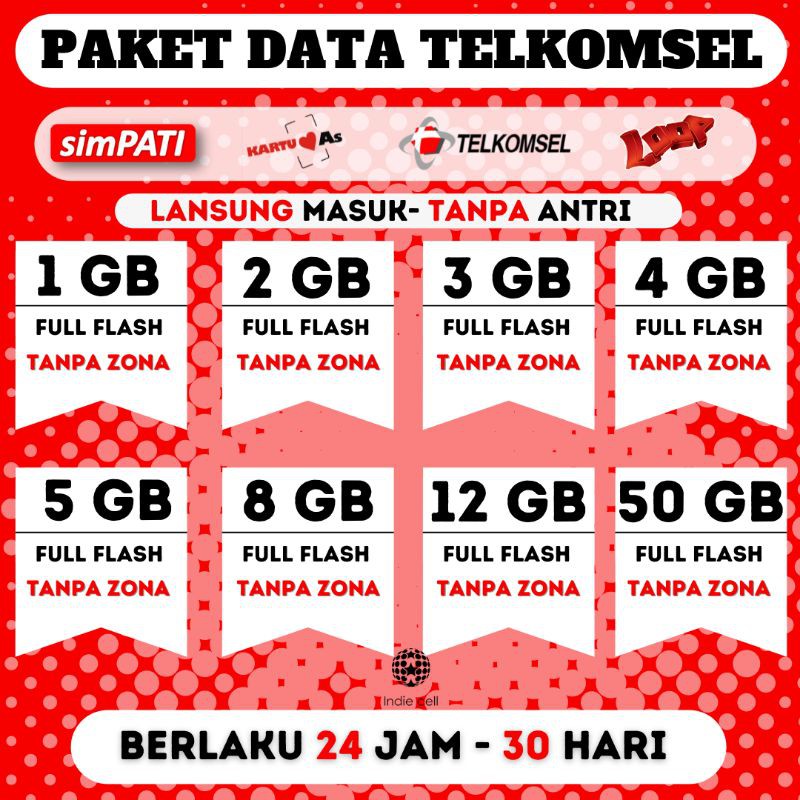 PAKET DATA TELKOMSEL
simPATI KARTU As TELKOMSEL LOOP
LANSUNG MASUK- TANPA ANTRI
1 GB 2 GB 3 GB 4 GB
FULL FLASH FULL FLASH FULL FLASH FULL FLASH
TANPA ZONA TANPA ZONA TANPA ZONA TANPA ZONA
5 GB 8 GB 12 GB 50 GB
FULL FLASH FULL FLASH FULL FLASH FULL FLASH
TANPA ZONA TANPA ZONA TANPA ZONA TANPA ZONA
Indie cell
BERLAKU 24 JAM - 30 HARI